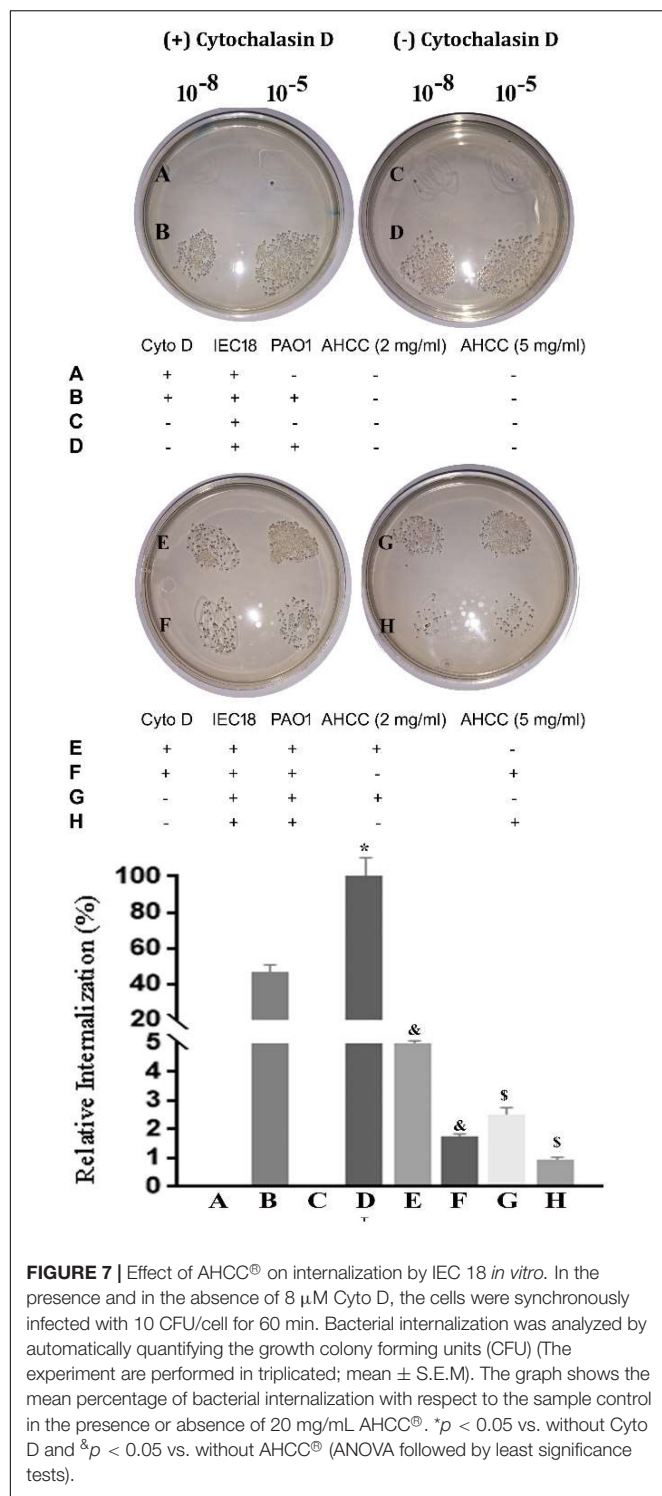 (+) Cytochalasin D (-) Cytochalasin D
10-8 10-5 10-8 10-5
A C
B D
Cyto D IEC18 PAO1 AHCC (2 mg/ml) AHCC (5 mg/ml)
A + + - - -
B + + + - -
C - + - - -
D - + + - -
E G
F H
Cyto D IEC18 PAO1 AHCC (2 mg/ml) AHCC (5 mg/ml)
E + + + + -
F + + + - +
G - + + + -
H - + + - +
Relative Internalization (%)
100
80
60
40
20
5
4
3
2
1
0
* & & $ $
A B C D E F G H
FIGURE 7 | Effect of AHCC® on internalization by IEC 18 in vitro. In the
presence and in the absence of 8 μM Cyto D, the cells were synchronously
infected with 10 CFU/cell for 60 min. Bacterial internalization was analyzed by
automatically quantifying the growth colony forming units (CFU) (The
experiment are performed in triplicated; mean ± S.E.M). The graph shows the
mean percentage of bacterial internalization with respect to the sample control
in the presence or absence of 20 mg/mL AHCC®. *p < 0.05 vs. without Cyto
D and &p < 0.05 vs. without AHCC® (ANOVA followed by least significance
tests).